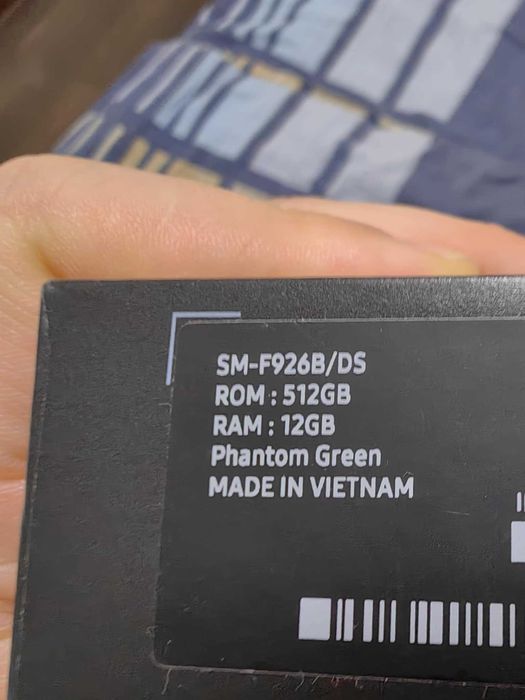 SM-F926B/DS
ROM : 512GB
RAM : 12GB
Phantom Green
MADE IN VIETNAM